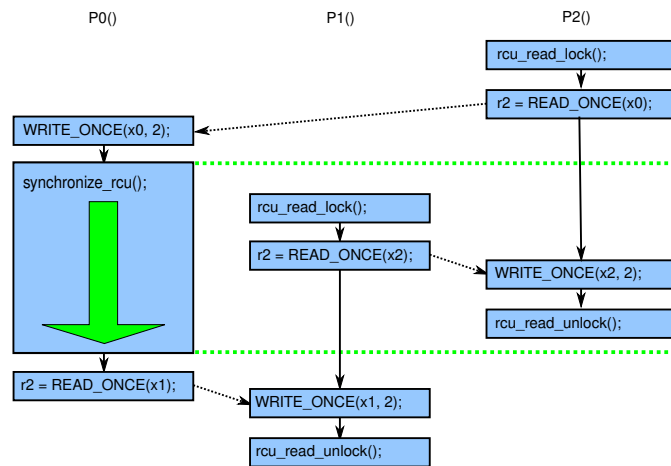 P0()
P1()
P2()
rcu_read_lock();
r2 = READ_ONCE(x0);
WRITE_ONCE(x0, 2);
synchronize_rcu();
rcu_read_lock();
r2 = READ_ONCE(x2);
WRITE_ONCE(x2, 2);
rcu_read_unlock();
r2 = READ_ONCE(x1);
WRITE_ONCE(x1, 2);
rcu_read_unlock();